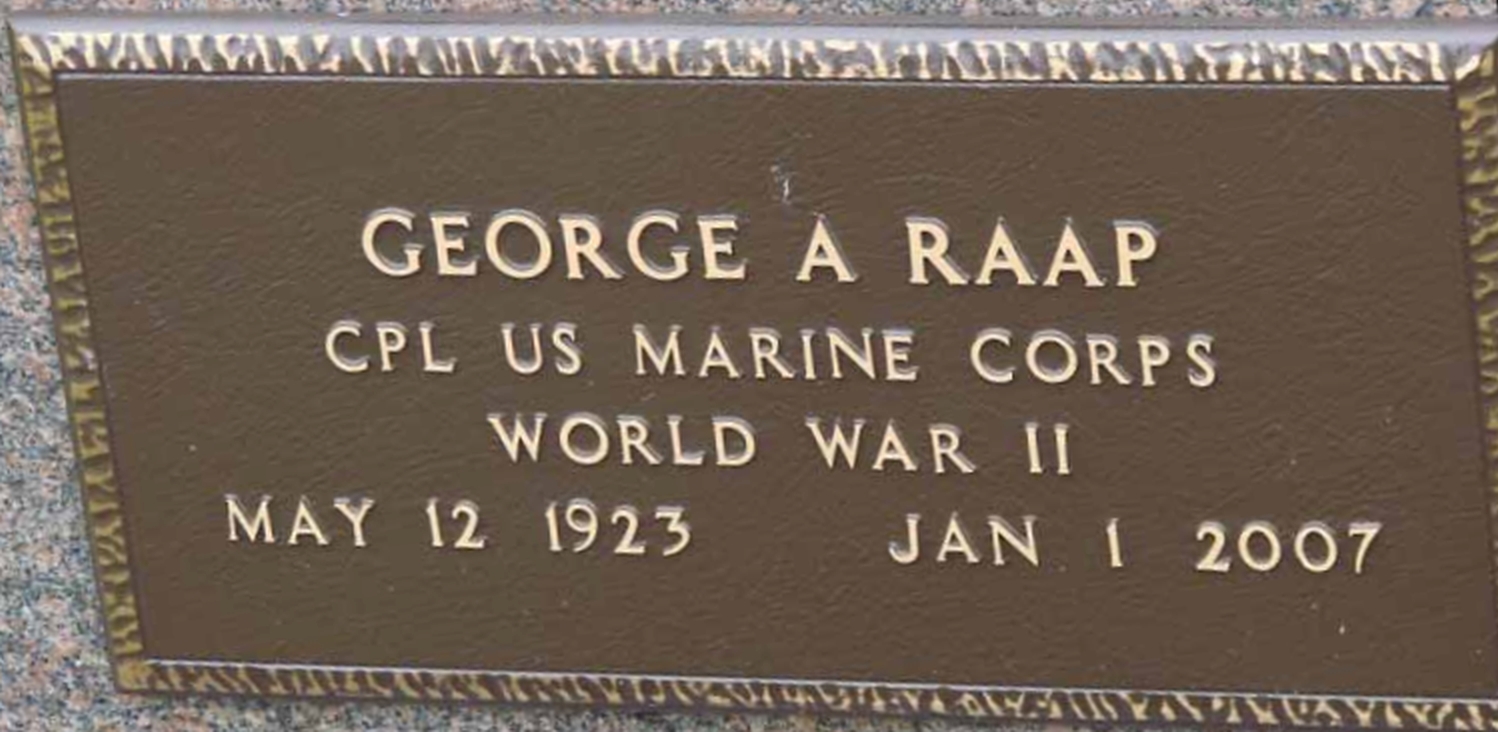 GEORGE A RAAP
CPL US MARINE CORPS
WORLD WAR II
MAY 12 1923 JAN 1 2007